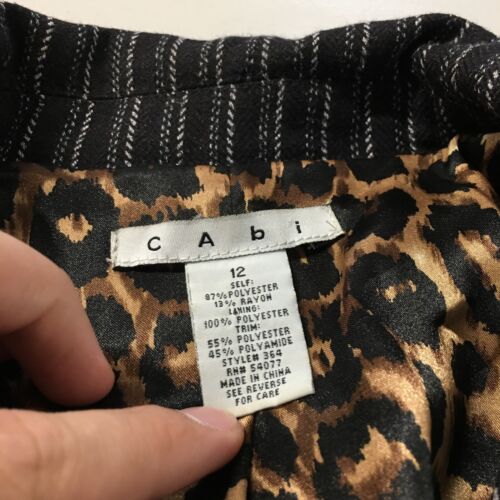 CAbi
12
SELF:
87% POLYESTER
13% RAYON
LINING:
100% POLYESTER
TRIM:
55% POLYESTER
45% POLYAMIDE
STYLE# 364
RN# 54077
MADE IN CHINA
SEE REVERSE
FOR CARE